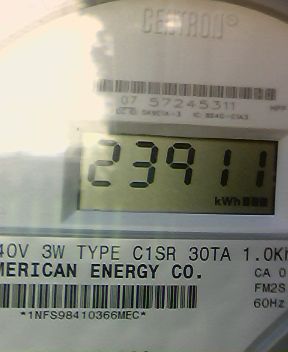 CENTRON®
07 57245311
23911
kWh
40V 3W TYPE C1SR 30TA 1.0Kh
MERICAN ENERGY CO.
CA 0
FM2S
60Hz
*1NFS98410366MEC*